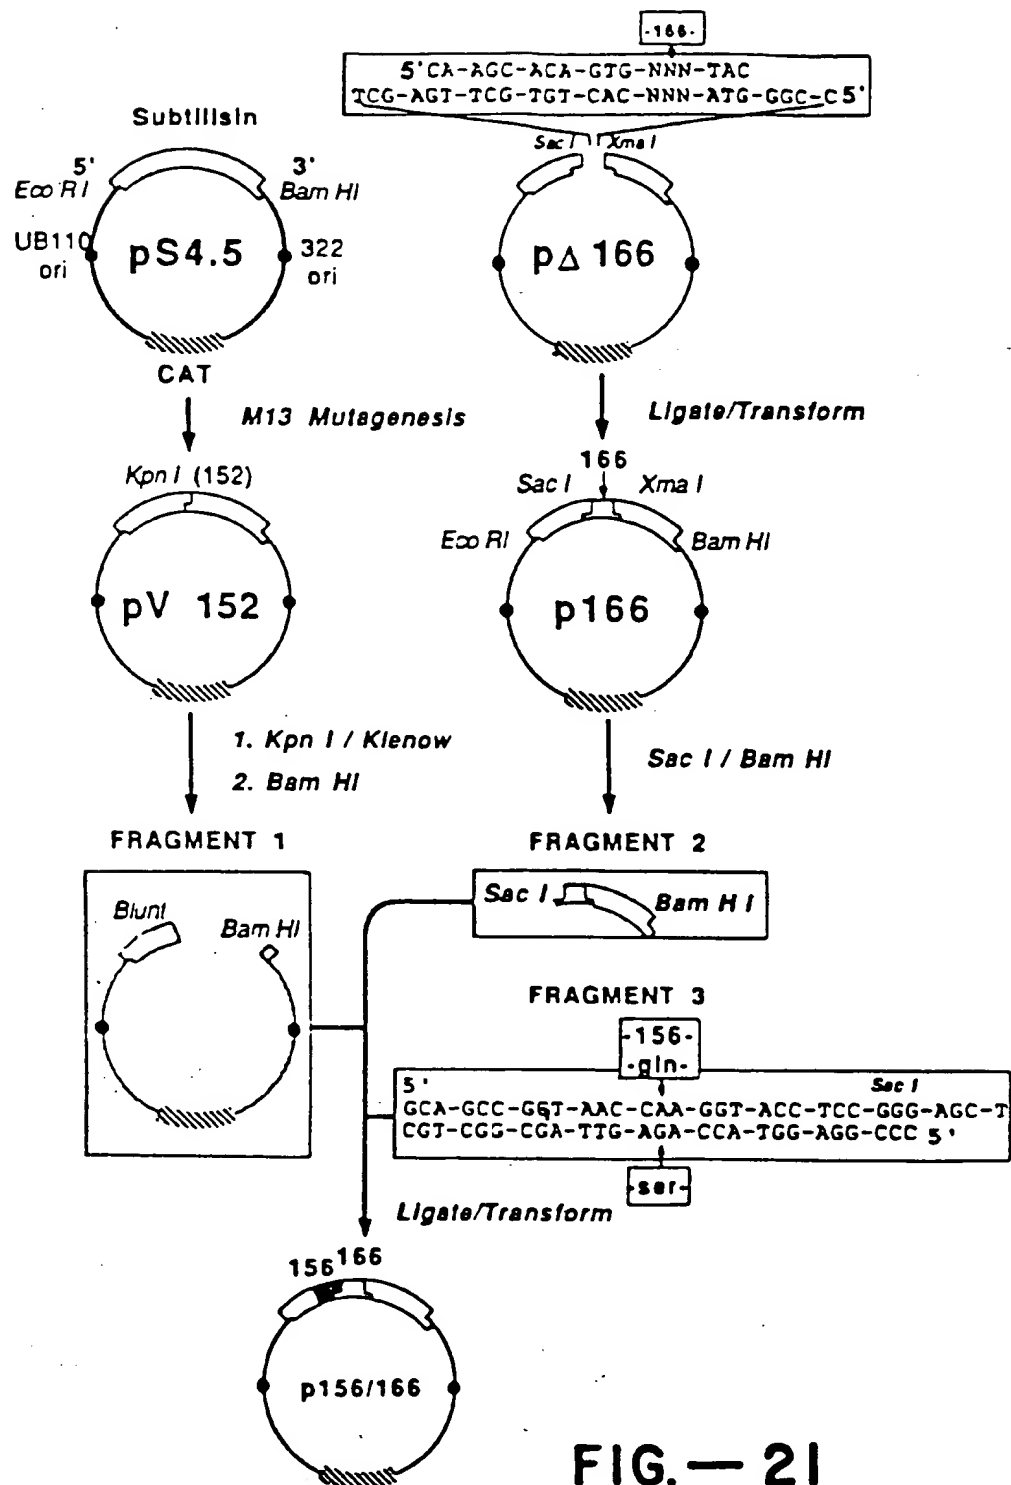 -166-
5'CA-AGC-ACA-GTG-NNN-TAC
TCG-AGT-TCG-TGT-CAC-NNN-ATG-GGC-C5'
Subtilisin
5'
3'
Eco RI
Bam HI
UB110
ori
pS4.5
322
ori
CAT
Sac I
Xma I
pΔ 166
M13 Mutagenesis
Ligate/Transform
Kpn I (152)
pV 152
166
Sac I
Xma I
Eco RI
Bam HI
p166
1. Kpn I / Klenow
2. Bam HI
Sac I / Bam HI
FRAGMENT 1
Blunt
Bam HI
FRAGMENT 2
Sac I
Bam H I
FRAGMENT 3
-156-
-gln-
5'
Sac I
GCA-GCC-GGT-AAC-CAA-GGT-ACC-TCC-GGG-AGC-T
CGT-CGG-CGA-TTG-AGA-CCA-TGG-AGG-CCC 5'
-ser-
Ligate/Transform
156
166
p156/166
FIG.— 21